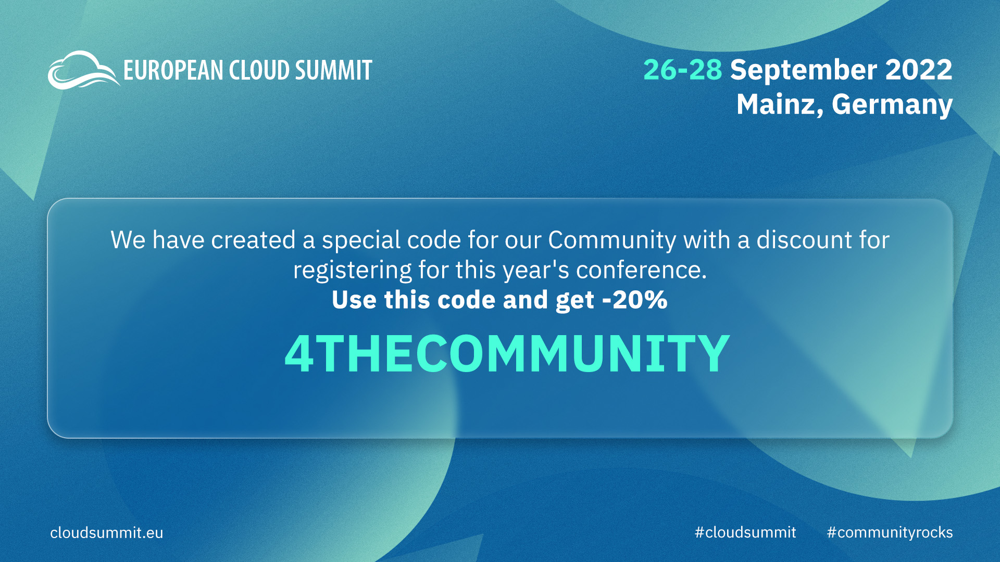 EUROPEAN CLOUD SUMMIT
26-28 September 2022
Mainz, Germany
We have created a special code for our Community with a discount for
registering for this year's conference.
Use this code and get -20%
4THECOMMUNITY
cloudsummit.eu
#cloudsummit #communityrocks